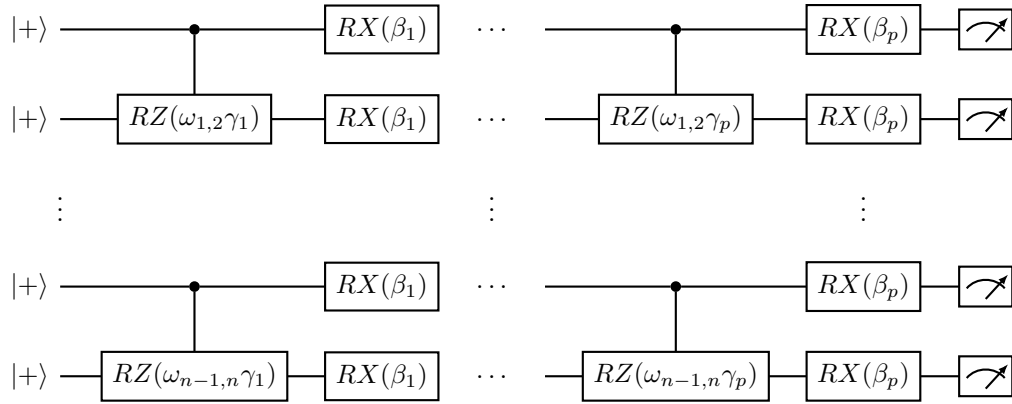 |+⟩ RX(β₁) ⋯ RX(βₚ)
|+⟩ RZ(ω₁,₂γ₁) RX(β₁) ⋯ RZ(ω₁,₂γₚ) RX(βₚ)
⋮ ⋮ ⋮
|+⟩ RX(β₁) ⋯ RX(βₚ)
|+⟩ RZ(ωₙ₋₁,ₙγ₁) RX(β₁) ⋯ RZ(ωₙ₋₁,ₙγₚ) RX(βₚ)